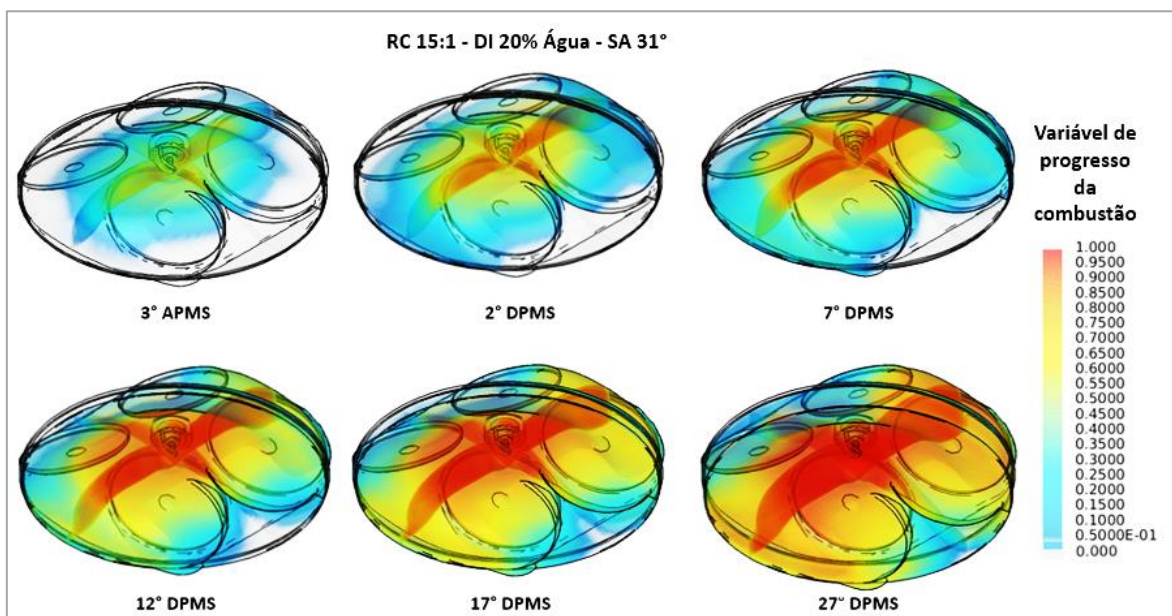 RC 15:1 - DI 20% Água - SA 31°
3° APMS
2° DPMS
7° DPMS
Variável de
progresso
da
combustão
1.000
0.9500
0.9000
0.8500
0.8000
0.7500
0.7000
0.6500
0.6000
0.5500
0.5000
0.4500
0.4000
0.3500
0.3000
0.2500
0.2000
0.1500
0.1000
0.5000E-01
0.000
12° DPMS
17° DPMS
27° DPMS